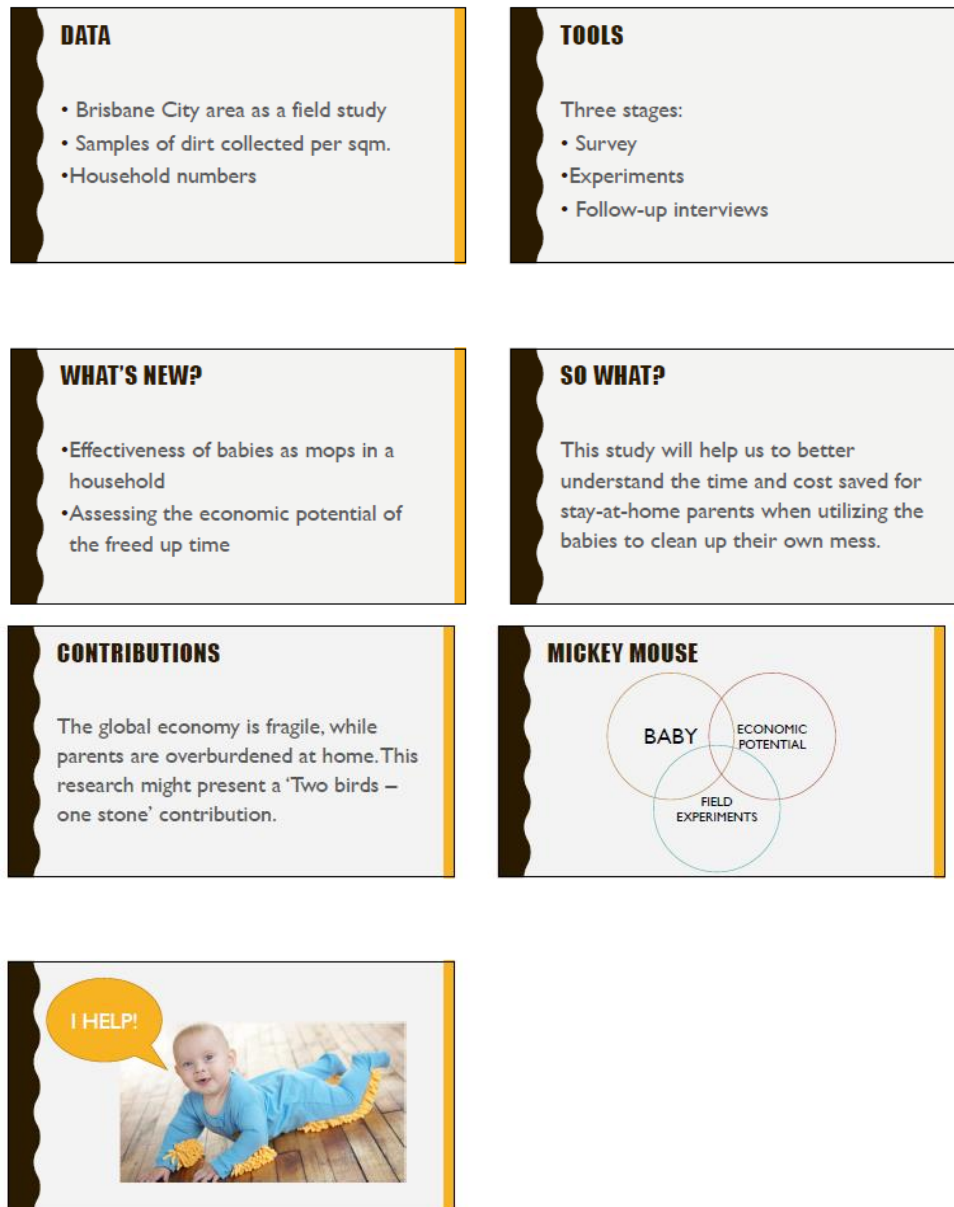 DATA
• Brisbane City area as a field study
• Samples of dirt collected per sqm.
•Household numbers
TOOLS
Three stages:
• Survey
•Experiments
• Follow-up interviews
WHAT'S NEW?
•Effectiveness of babies as mops in a
household
•Assessing the economic potential of
the freed up time
SO WHAT?
This study will help us to better
understand the time and cost saved for
stay-at-home parents when utilizing the
babies to clean up their own mess.
CONTRIBUTIONS
The global economy is fragile, while
parents are overburdened at home. This
research might present a 'Two birds –
one stone' contribution.
MICKEY MOUSE
BABY
ECONOMIC
POTENTIAL
FIELD
EXPERIMENTS
I HELP!